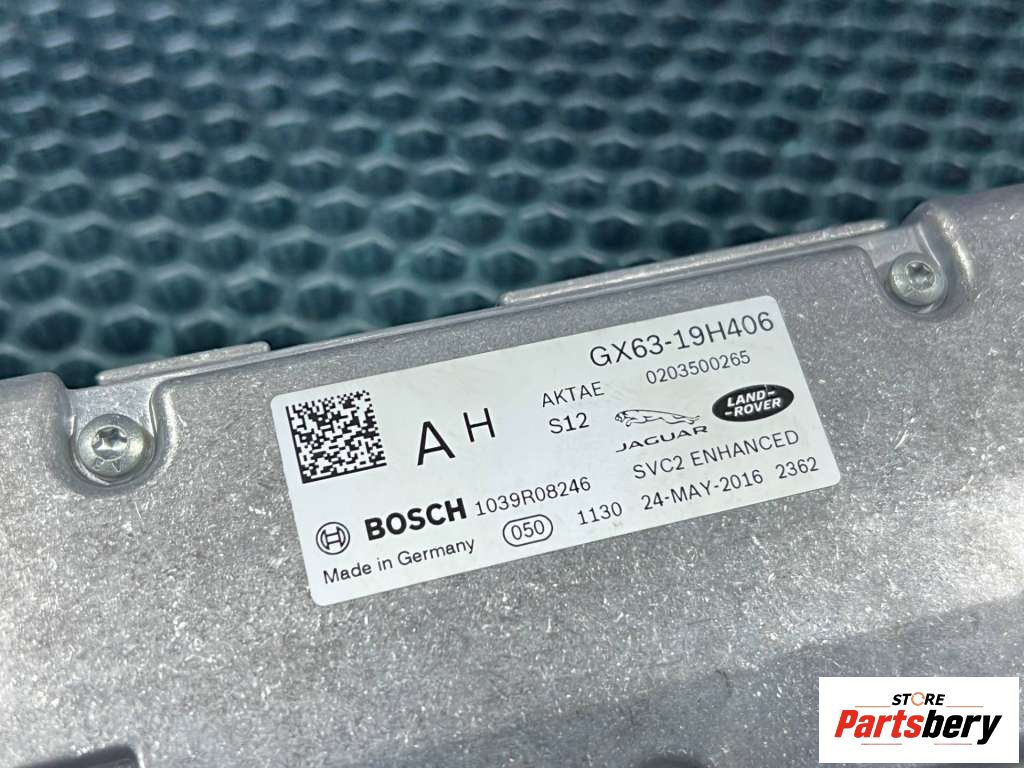 GX63-19H406
AKTAE 0203500265
A H
S12 JAGUAR LAND-
-ROVER
SVC2 ENHANCED
BOSCH 1039R08246
Made in Germany 050 1130 24-MAY-2016 2362
STORE
Partsbery